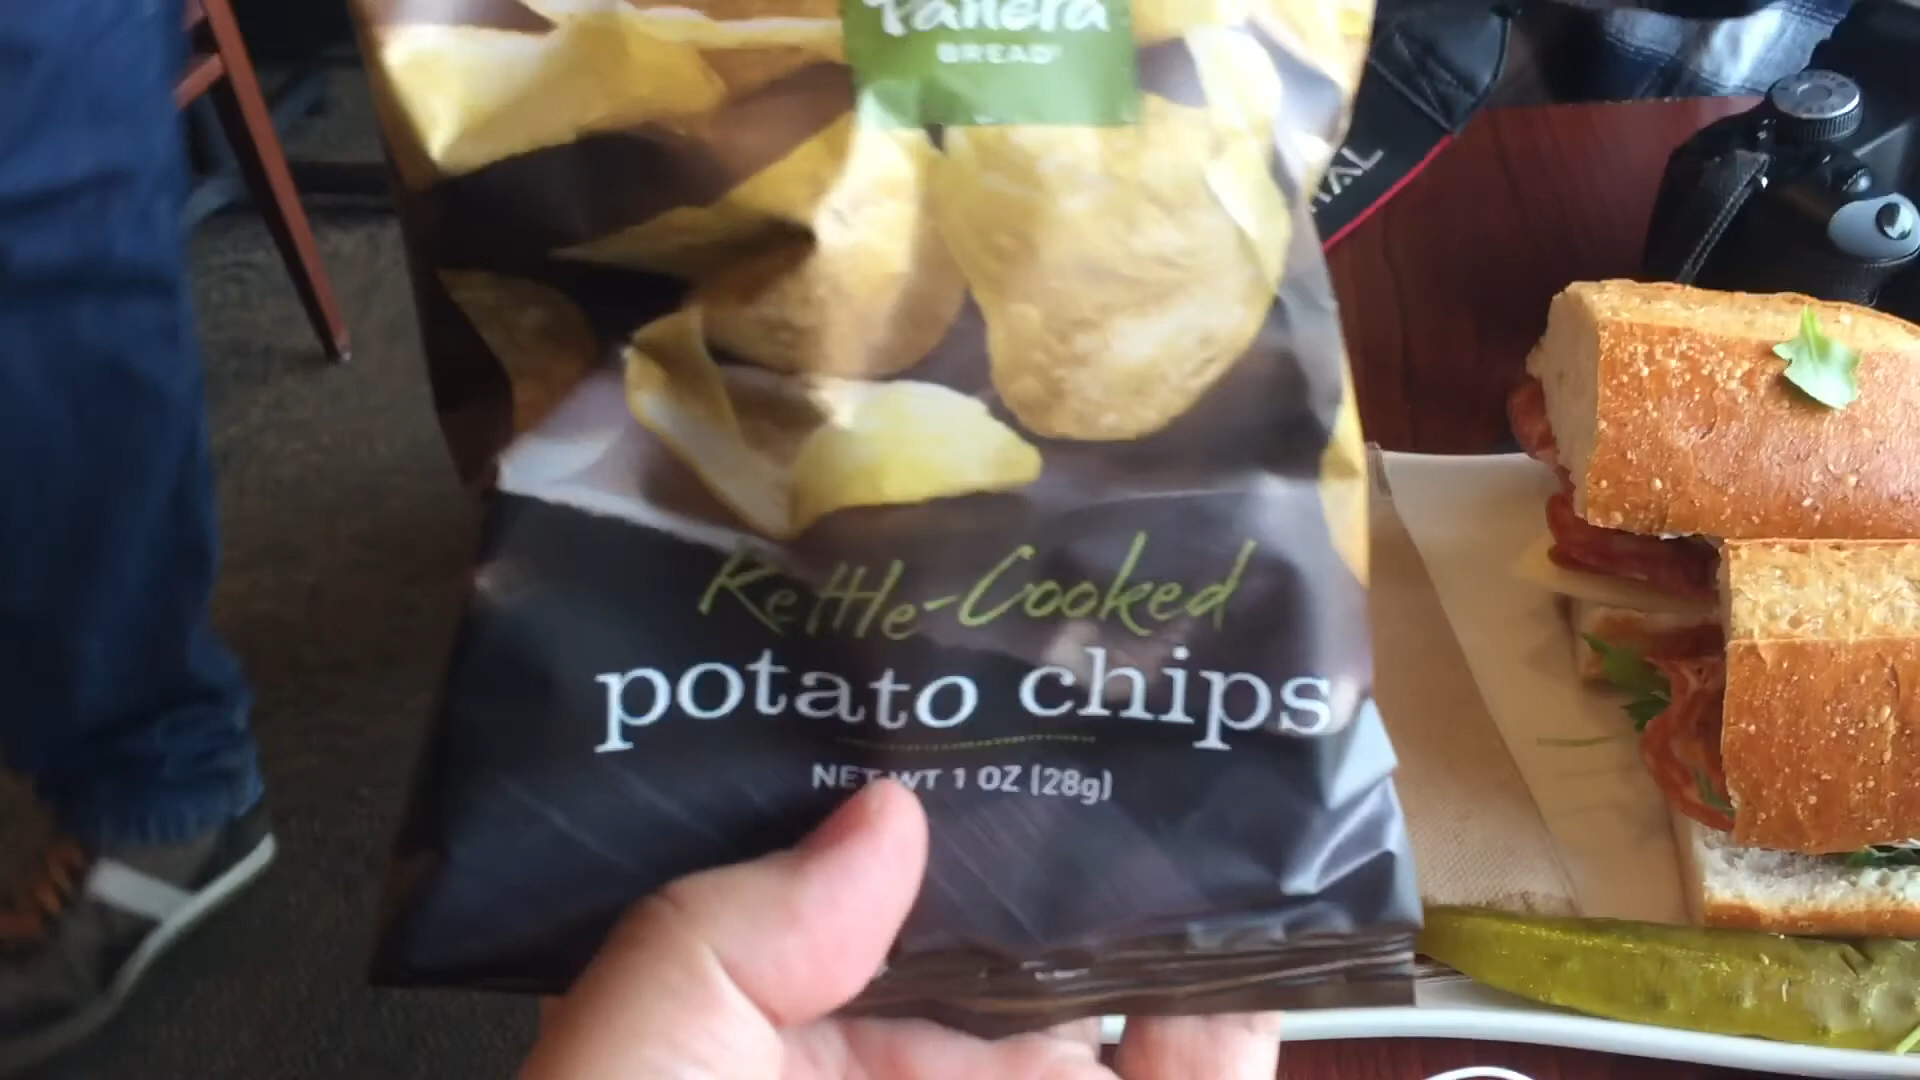 Panera
BREAD
Kettle-Cooked
potato chips
NET WT 1 OZ (28g)